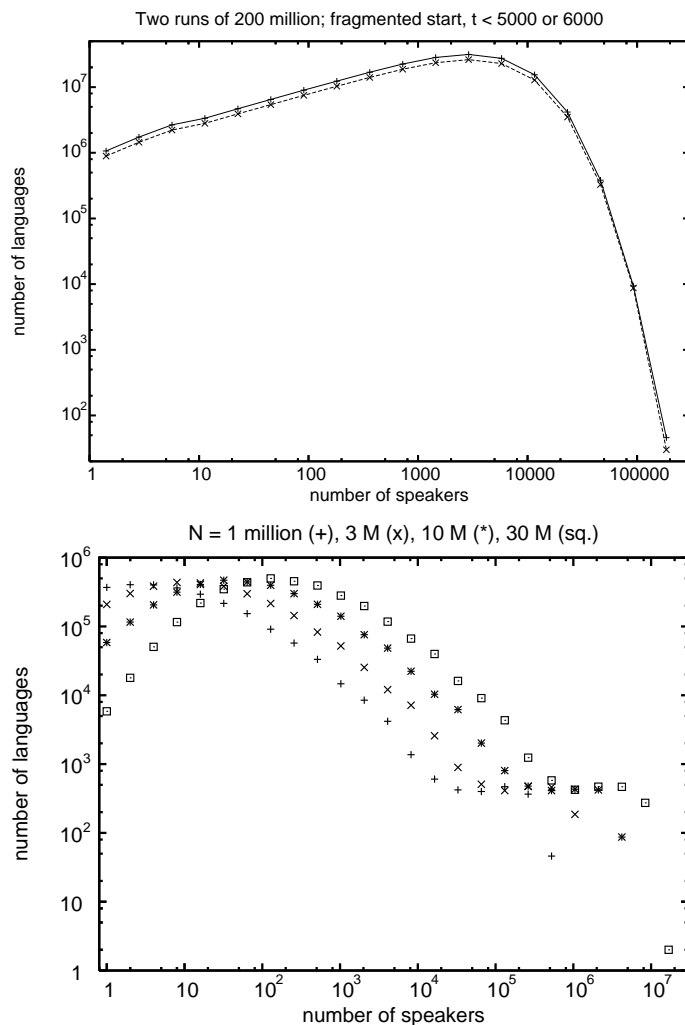 Two runs of 200 million; fragmented start, t < 5000 or 6000
10^7
10^6
10^5
10^4
10^3
10^2
number of languages
1 10 100 1000 10000 100000
number of speakers
N = 1 million (+), 3 M (x), 10 M (*), 30 M (sq.)
10^6
10^5
10^4
10^3
10^2
10
1
number of languages
1 10 10^2 10^3 10^4 10^5 10^6 10^7
number of speakers